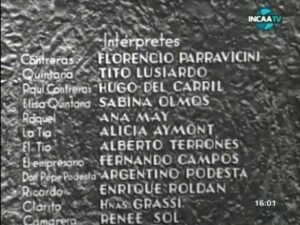 INCAA TV
Intérpretes
Contreras FLORENCIO PARRAVICINI
Quintana TITO LUSIARDO
Raul Contreras HUGO DEL CARRIL
Elisa Quintana SABINA OLMOS
Raquel ANA MAY
La Tia ALICIA AYMONT
El Tio ALBERTO TERRONES
El empresario FERNANDO CAMPOS
Don Pepe Podesta ARGENTINO PODESTA
Ricardo ENRIQUE ROLDAN
Clarita HNAS. GRASSI
Camarera RENEE SOL
16:01